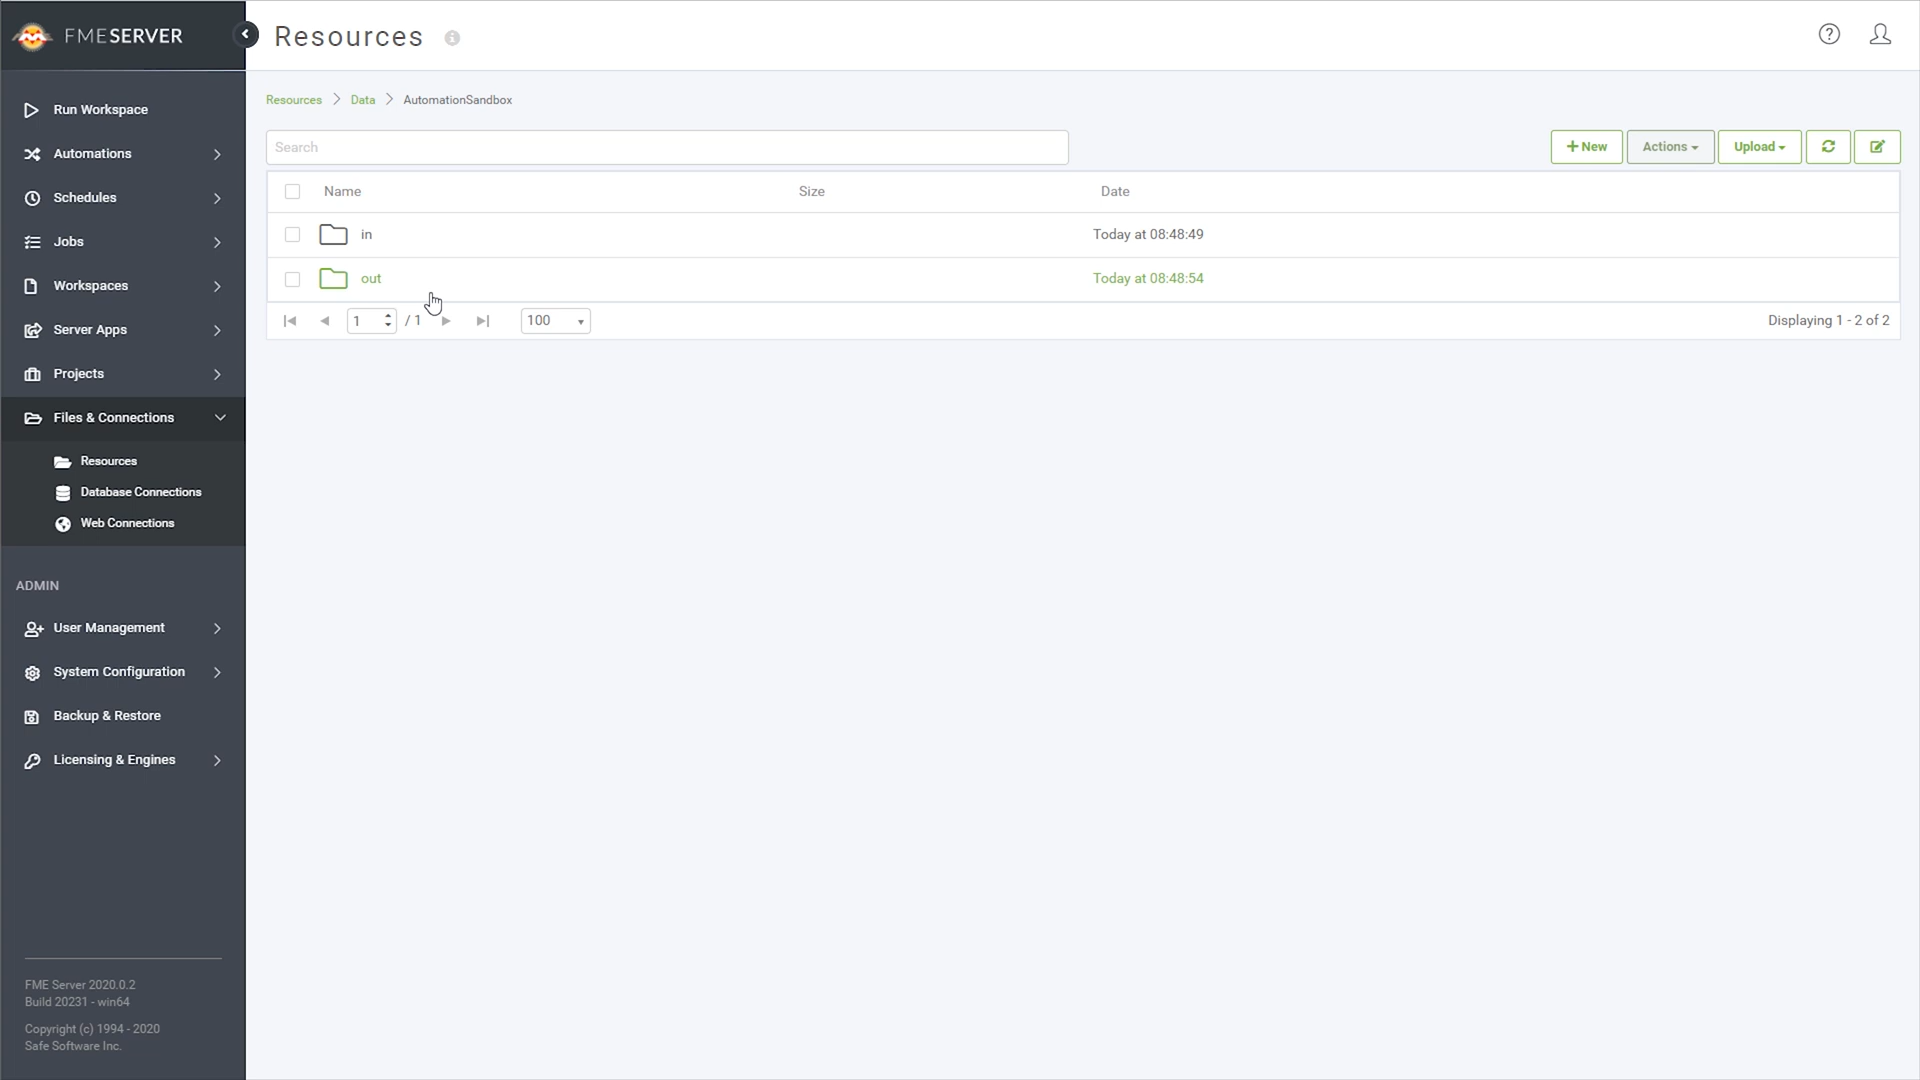 FMESERVER
Resources
Run Workspace
Automations
Schedules
Jobs
Workspaces
Server Apps
Projects
Files & Connections
Resources
Database Connections
Web Connections
ADMIN
User Management
System Configuration
Backup & Restore
Licensing & Engines
FME Server 2020.0.2
Build 20231 - win64
Copyright (c) 1994 - 2020
Safe Software Inc.
Resources > Data > AutomationSandbox
Search
+ New Actions Upload
Name Size Date
in Today at 08:48:49
out Today at 08:48:54
1 / 1 100 Displaying 1 - 2 of 2